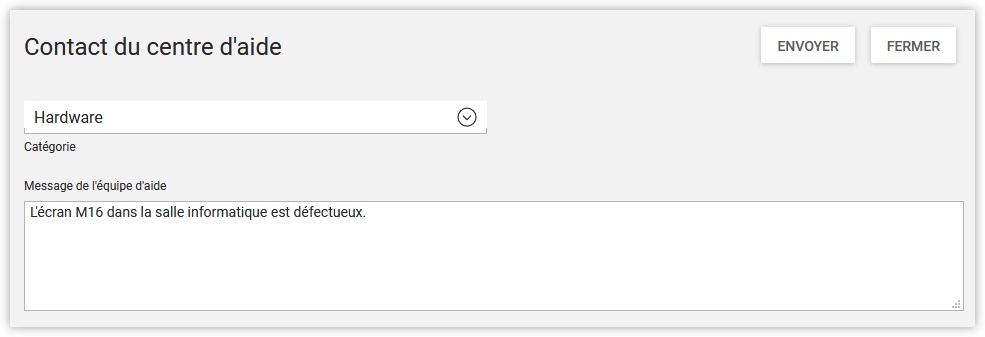 Contact du centre d'aide
ENVOYER
FERMER
Hardware
Catégorie
Message de l'équipe d'aide
L'écran M16 dans la salle informatique est défectueux.